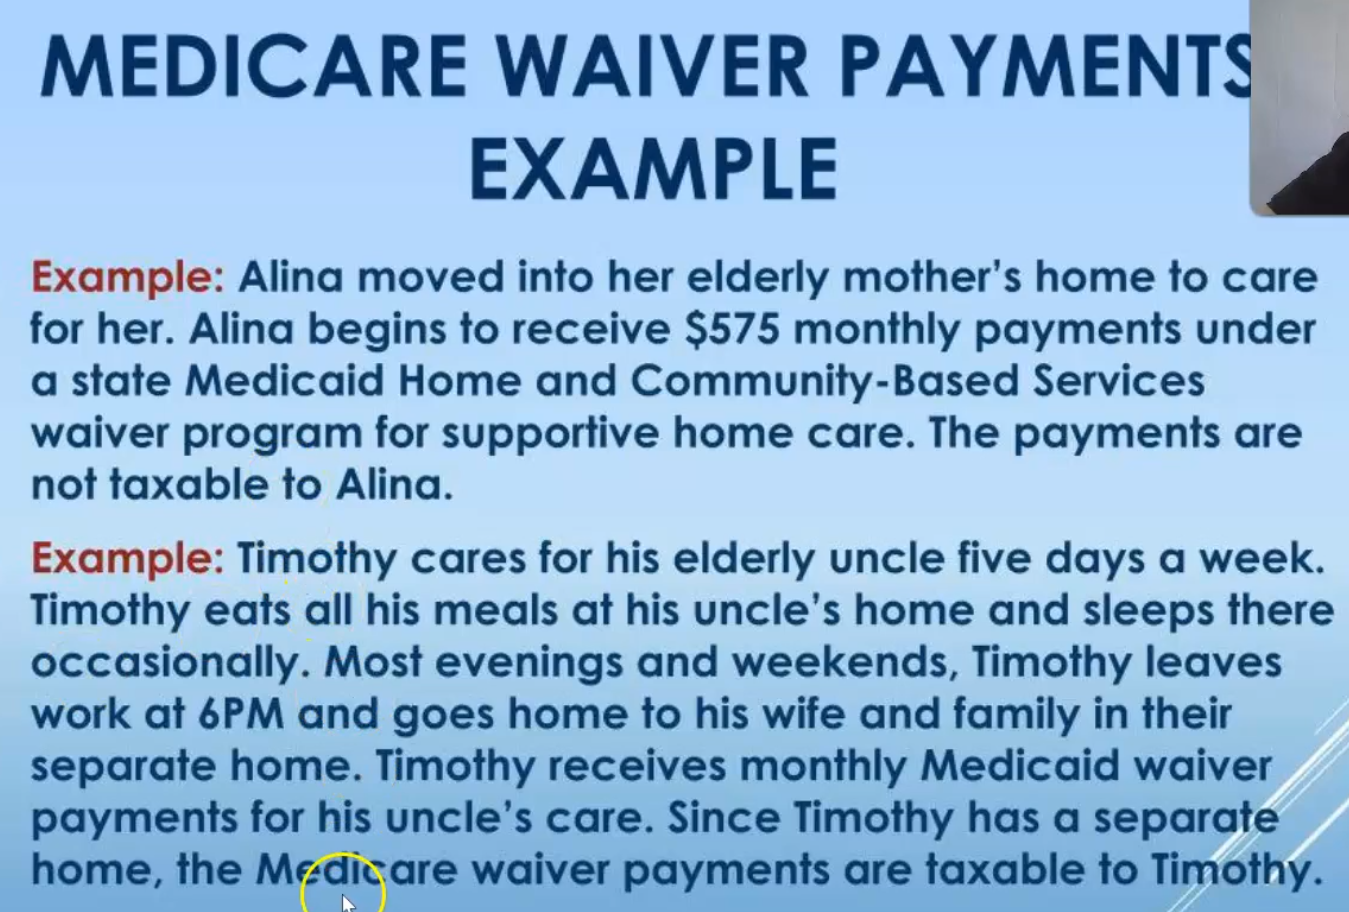 MEDICARE WAIVER PAYMENTS
EXAMPLE
Example: Alina moved into her elderly mother's home to care
for her. Alina begins to receive $575 monthly payments under
a state Medicaid Home and Community-Based Services
waiver program for supportive home care. The payments are
not taxable to Alina.
Example: Timothy cares for his elderly uncle five days a week.
Timothy eats all his meals at his uncle's home and sleeps there
occasionally. Most evenings and weekends, Timothy leaves
work at 6PM and goes home to his wife and family in their
separate home. Timothy receives monthly Medicaid waiver
payments for his uncle's care. Since Timothy has a separate
home, the Medicare waiver payments are taxable to Timothy.